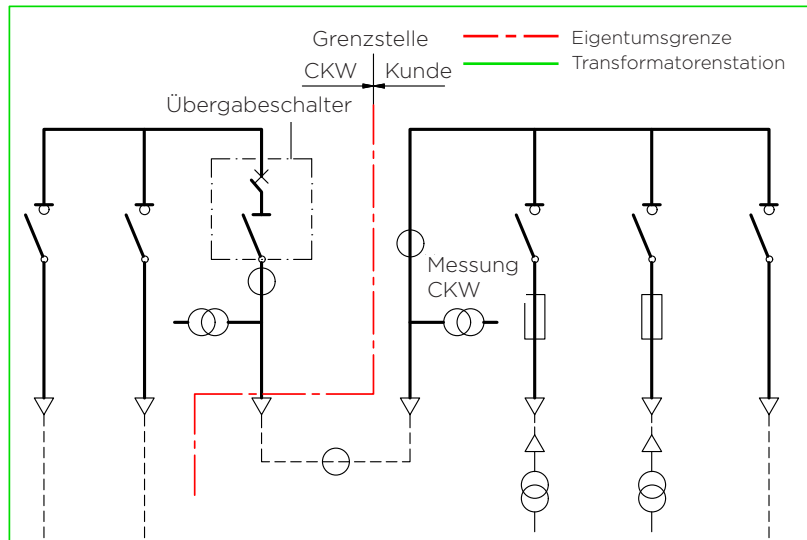 Grenzstelle
CKW Kunde
Eigentumsgrenze
Transformatorenstation
Übergabeschalter
Messung
CKW